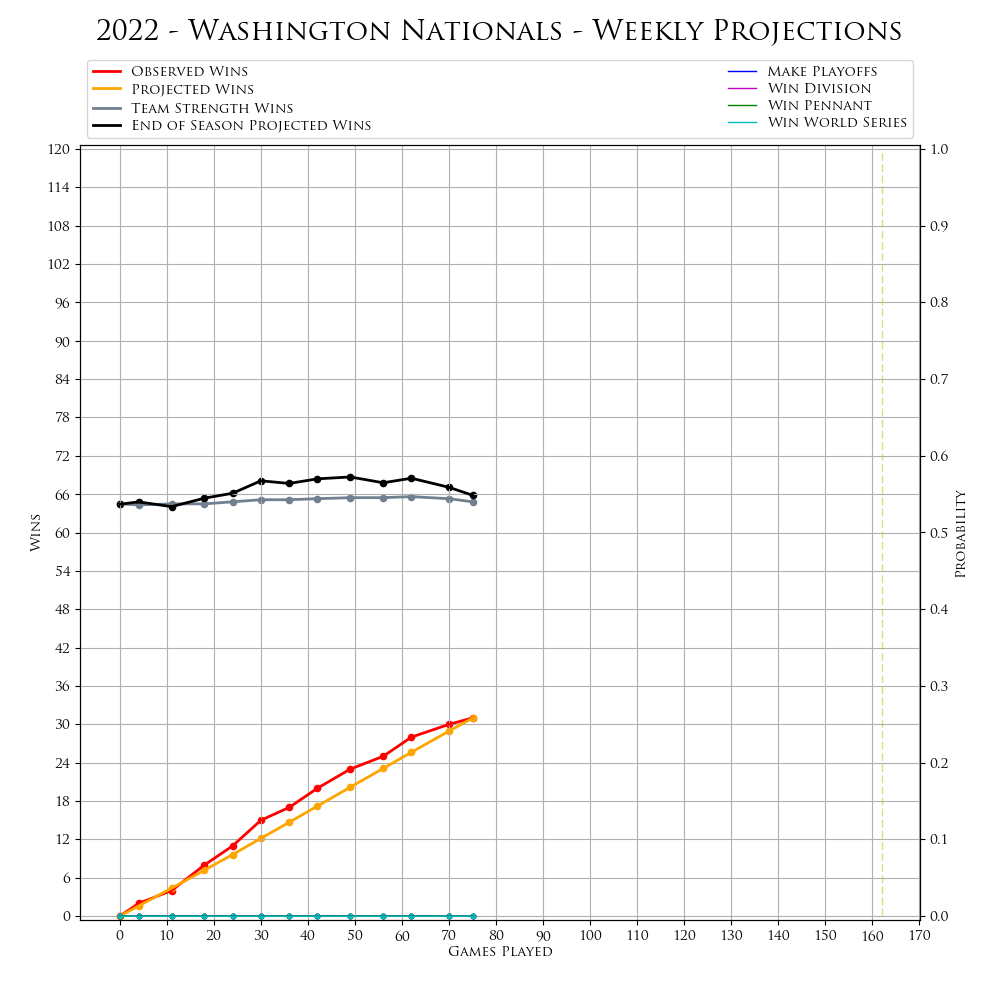 2022 - Washington Nationals - Weekly Projections
Observed Wins
Projected Wins
Team Strength Wins
End of Season Projected Wins
Make Playoffs
Win Division
Win Pennant
Win World Series
120
114
108
102
96
90
84
78
72
66
60
54
48
42
36
30
24
18
12
6
0
Wins
1.0
0.9
0.8
0.7
0.6
0.5
0.4
0.3
0.2
0.1
0.0
Probability
0 10 20 30 40 50 60 70 80 90 100 110 120 130 140 150 160 170
Games Played